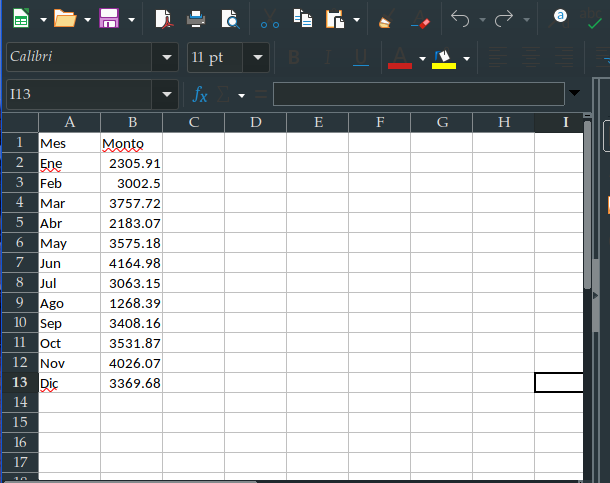 Calibri 11 pt
I13
A B C D E F G H I
1 Mes Monto
2 Ene 2305.91
3 Feb 3002.5
4 Mar 3757.72
5 Abr 2183.07
6 May 3575.18
7 Jun 4164.98
8 Jul 3063.15
9 Ago 1268.39
10 Sep 3408.16
11 Oct 3531.87
12 Nov 4026.07
13 Dic 3369.68
14
15
16
17
18